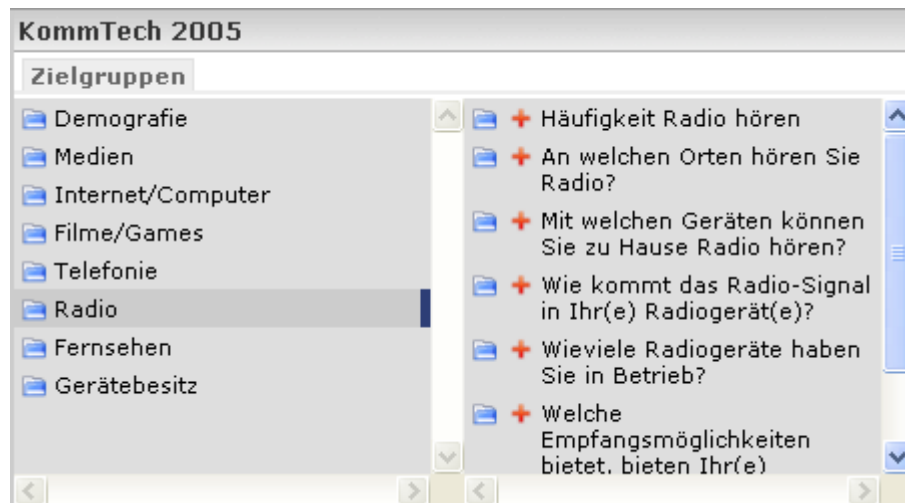 KommTech 2005
Zielgruppen
Demografie
Medien
Internet/Computer
Filme/Games
Telefonie
Radio
Fernsehen
Gerätebesitz
Häufigkeit Radio hören
An welchen Orten hören Sie
Radio?
Mit welchen Geräten können
Sie zu Hause Radio hören?
Wie kommt das Radio-Signal
in Ihr(e) Radiogerät(e)?
Wieviele Radiogeräte haben
Sie in Betrieb?
Welche
Empfangsmöglichkeiten
bietet, bieten Ihr(e)